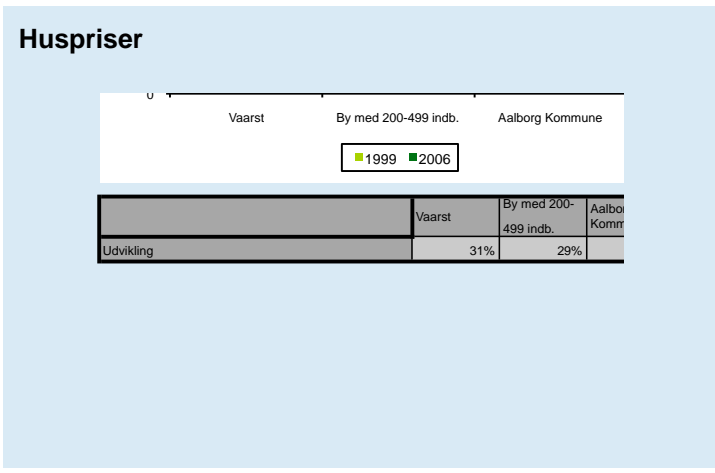 Huspriser
0
Vaarst By med 200-499 indb. Aalborg Kommune
1999 2006
Vaarst By med 200-499 indb.
Udvikling 31% 29%